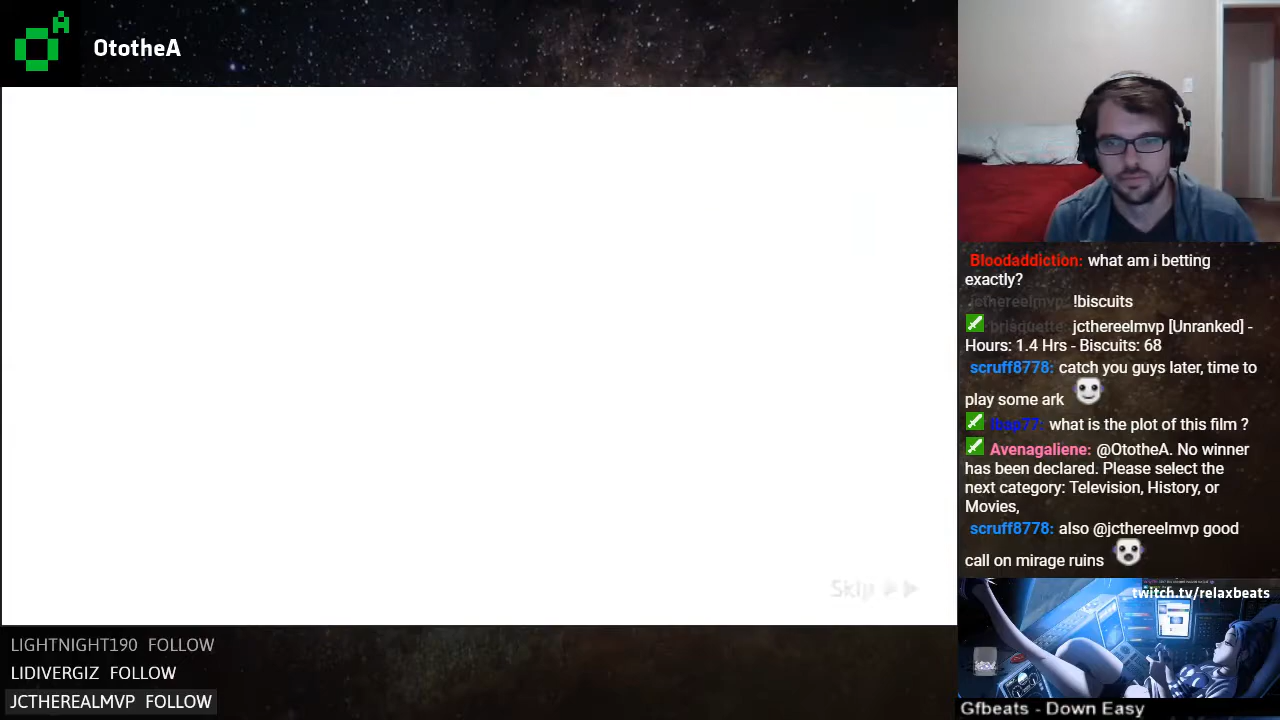 OtotheA
Bloodaddiction: what am i betting
exactly?
jcthereelmvp: !biscuits
brisquette: jcthereelmvp [Unranked] -
Hours: 1.4 Hrs - Biscuits: 68
scruff8778: catch you guys later, time to
play some ark
what is the plot of this film ?
Avenagaliene: @OtotheA. No winner
has been declared. Please select the
next category: Television, History, or
Movies,
scruff8778: also @jcthereelmvp good
call on mirage ruins
Skip
twitch.tv/relaxbeats
LIGHTNIGHT190 FOLLOW
LIDIVERGIZ FOLLOW
JCTHEREALMVP FOLLOW
Gfbeats - Down Easy